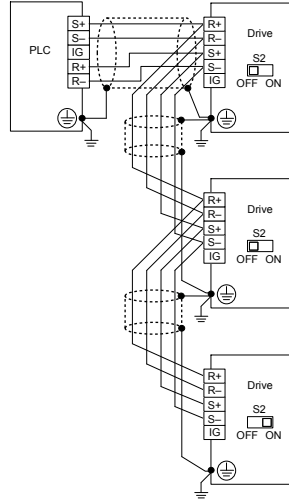 PLC
S+
S–
IG
R+
R–
R+
R–
S+
S–
IG
Drive
S2
OFF ON
R+
R–
S+
S–
IG
Drive
S2
OFF ON
R+
R–
S+
S–
IG
Drive
S2
OFF ON